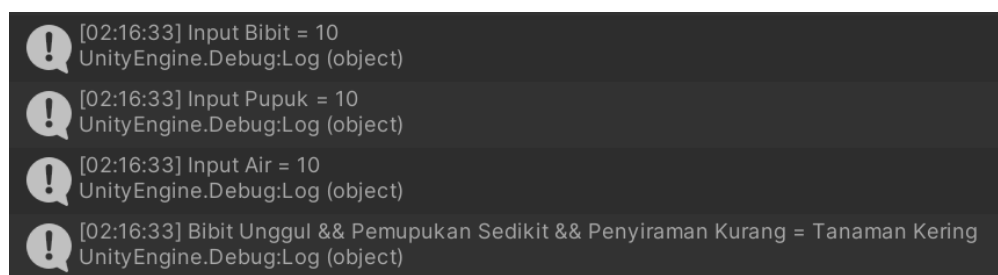 [02:16:33] Input Bibit = 10
UnityEngine.Debug:Log (object)
[02:16:33] Input Pupuk = 10
UnityEngine.Debug:Log (object)
[02:16:33] Input Air = 10
UnityEngine.Debug:Log (object)
[02:16:33] Bibit Unggul && Pemupukan Sedikit && Penyiraman Kurang = Tanaman Kering
UnityEngine.Debug:Log (object)